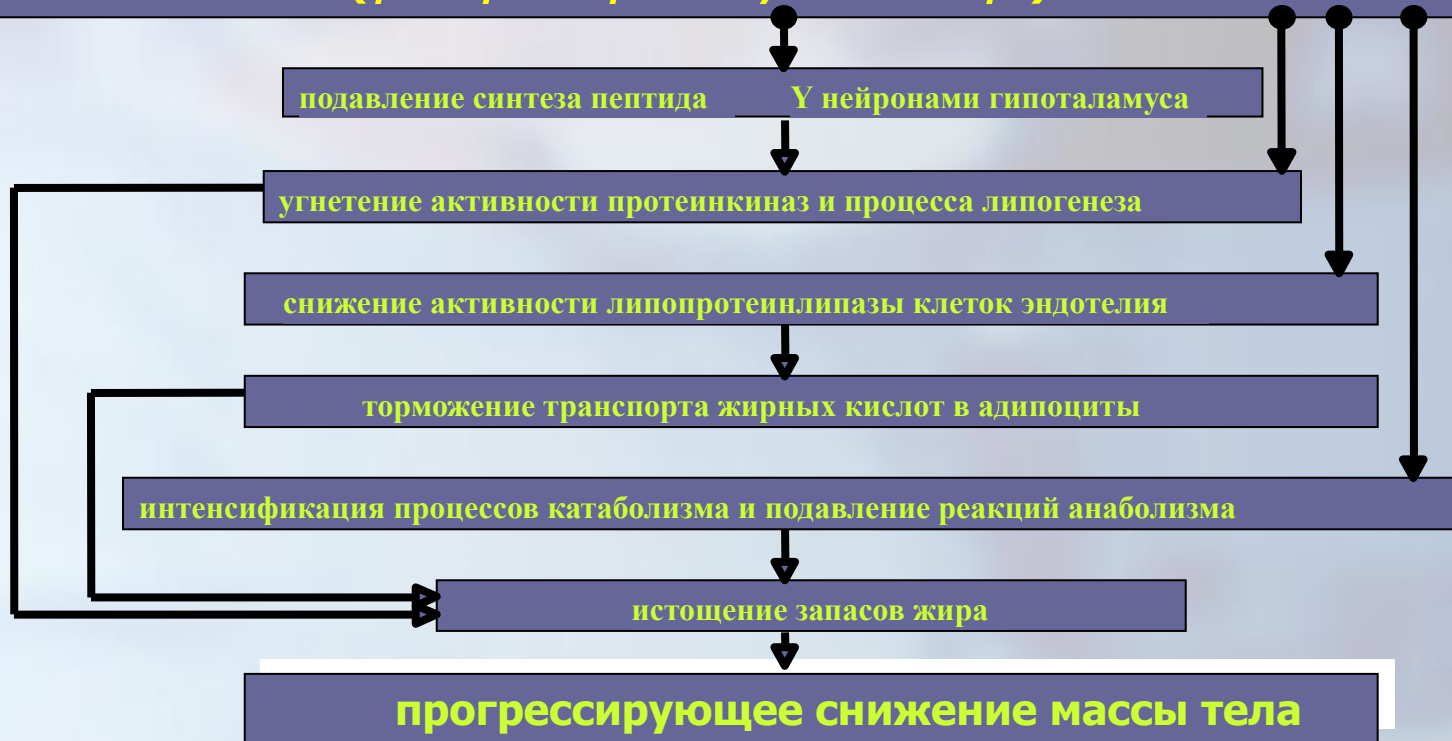 подавление синтеза пептида Y нейронами гипоталамуса
угнетение активности протеинкиназ и процесса липогенеза
снижение активности липопротеинлипазы клеток эндотелия
торможение транспорта жирных кислот в адипоциты
интенсификация процессов катаболизма и подавление реакций анаболизма
истощение запасов жира
прогрессирующее снижение массы тела